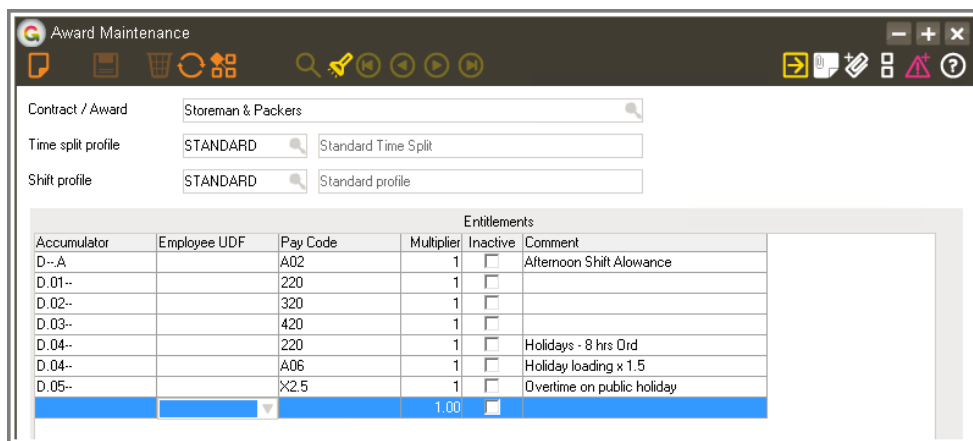 Award Maintenance
Contract / Award Storeman & Packers
Time split profile STANDARD Standard Time Split
Shift profile STANDARD Standard profile
Entitlements
Accumulator Employee UDF Pay Code Multiplier Inactive Comment
D--.A A02 1 Afternoon Shift Alowance
D.01-- 220 1
D.02-- 320 1
D.03-- 420 1
D.04-- 220 1 Holidays - 8 hrs Ord
D.04-- A06 1 Holiday loading x 1.5
D.05-- X2.5 1 Overtime on public holiday
1.00